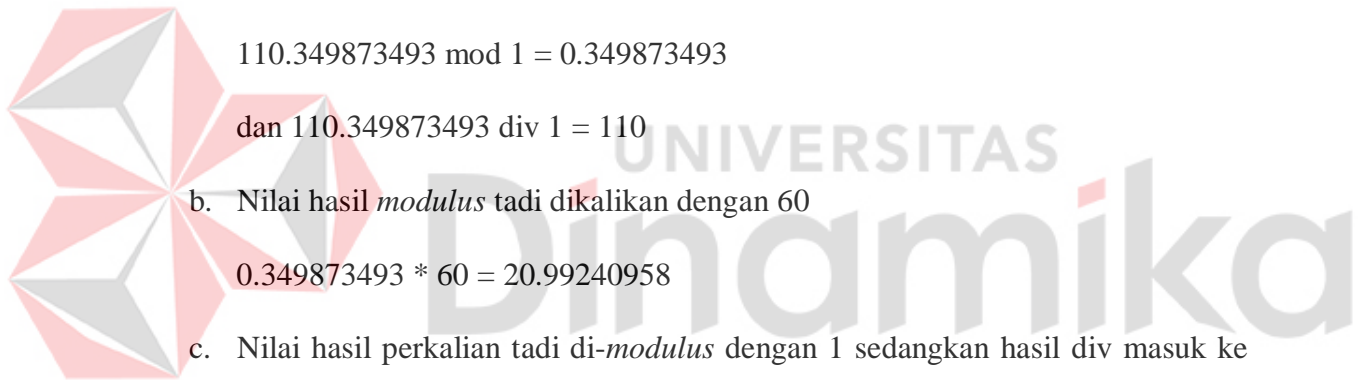 110.349873493 mod 1 = 0.349873493
dan 110.349873493 div 1 = 110
UNIVERSITAS
Dinamika
b. Nilai hasil modulus tadi dikalikan dengan 60
0.349873493 * 60 = 20.99240958
c. Nilai hasil perkalian tadi di-modulus dengan 1 sedangkan hasil div masuk ke